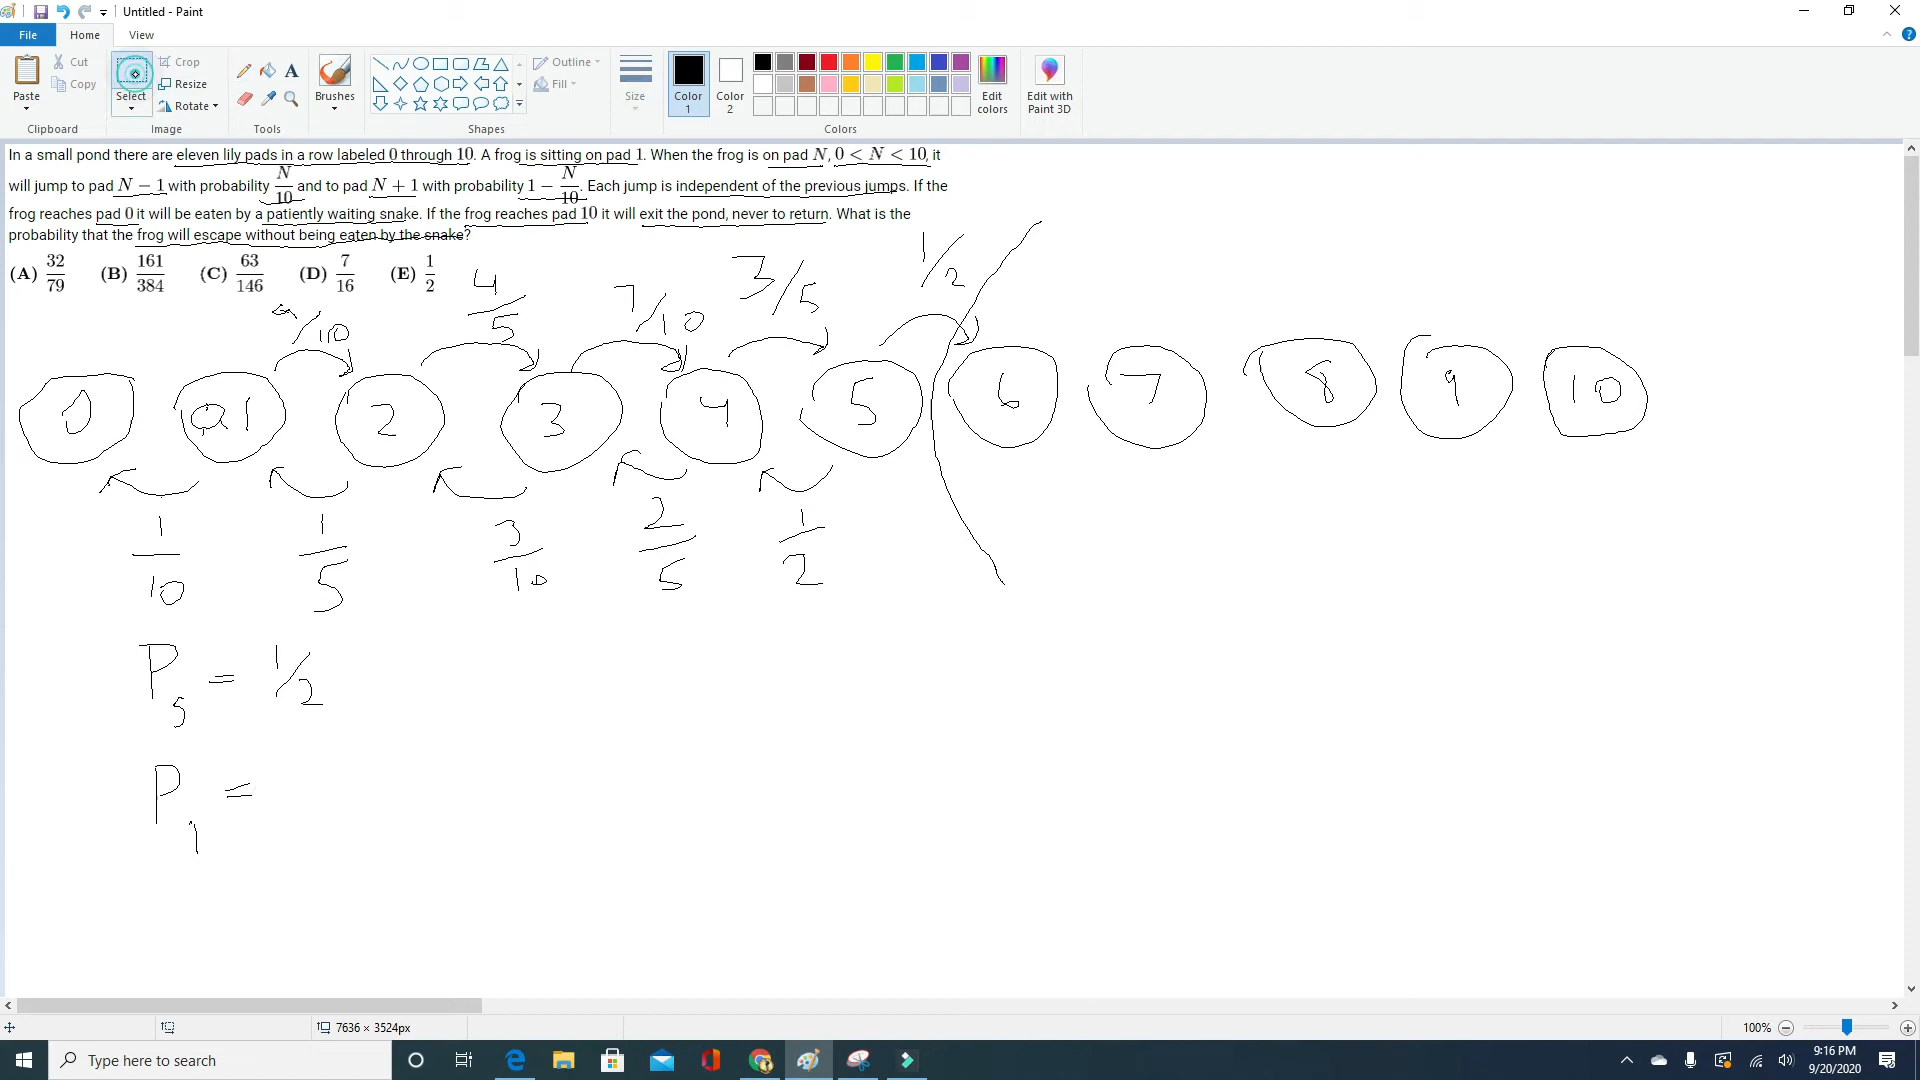 Untitled - Paint
File Home View
Paste
Cut
Copy
Clipboard
Select
Crop
Resize
Rotate
Image
A
Tools
Brushes
Outline
Fill
Shapes
Size
Color 1
Color 2
Edit colors
Colors
Edit with Paint 3D
In a small pond there are eleven lily pads in a row labeled 0 through 10. A frog is sitting on pad 1. When the frog is on pad N, 0 < N < 10, it
will jump to pad N − 1 with probability N/10 and to pad N + 1 with probability 1 − N/10. Each jump is independent of the previous jumps. If the
frog reaches pad 0 it will be eaten by a patiently waiting snake. If the frog reaches pad 10 it will exit the pond, never to return. What is the
probability that the frog will escape without being eaten by the snake?
(A) 32/79 (B) 161/384 (C) 63/146 (D) 7/16 (E) 1/2
9/10 4/5 7/10 3/5 1/2
0 1 2 3 4 5 6 7 8 9 10
1/10 1/5 3/10 2/5 1/2
P5 = 1/2
P1 =
7636 × 3524px
100%
Type here to search
9:16 PM
9/20/2020